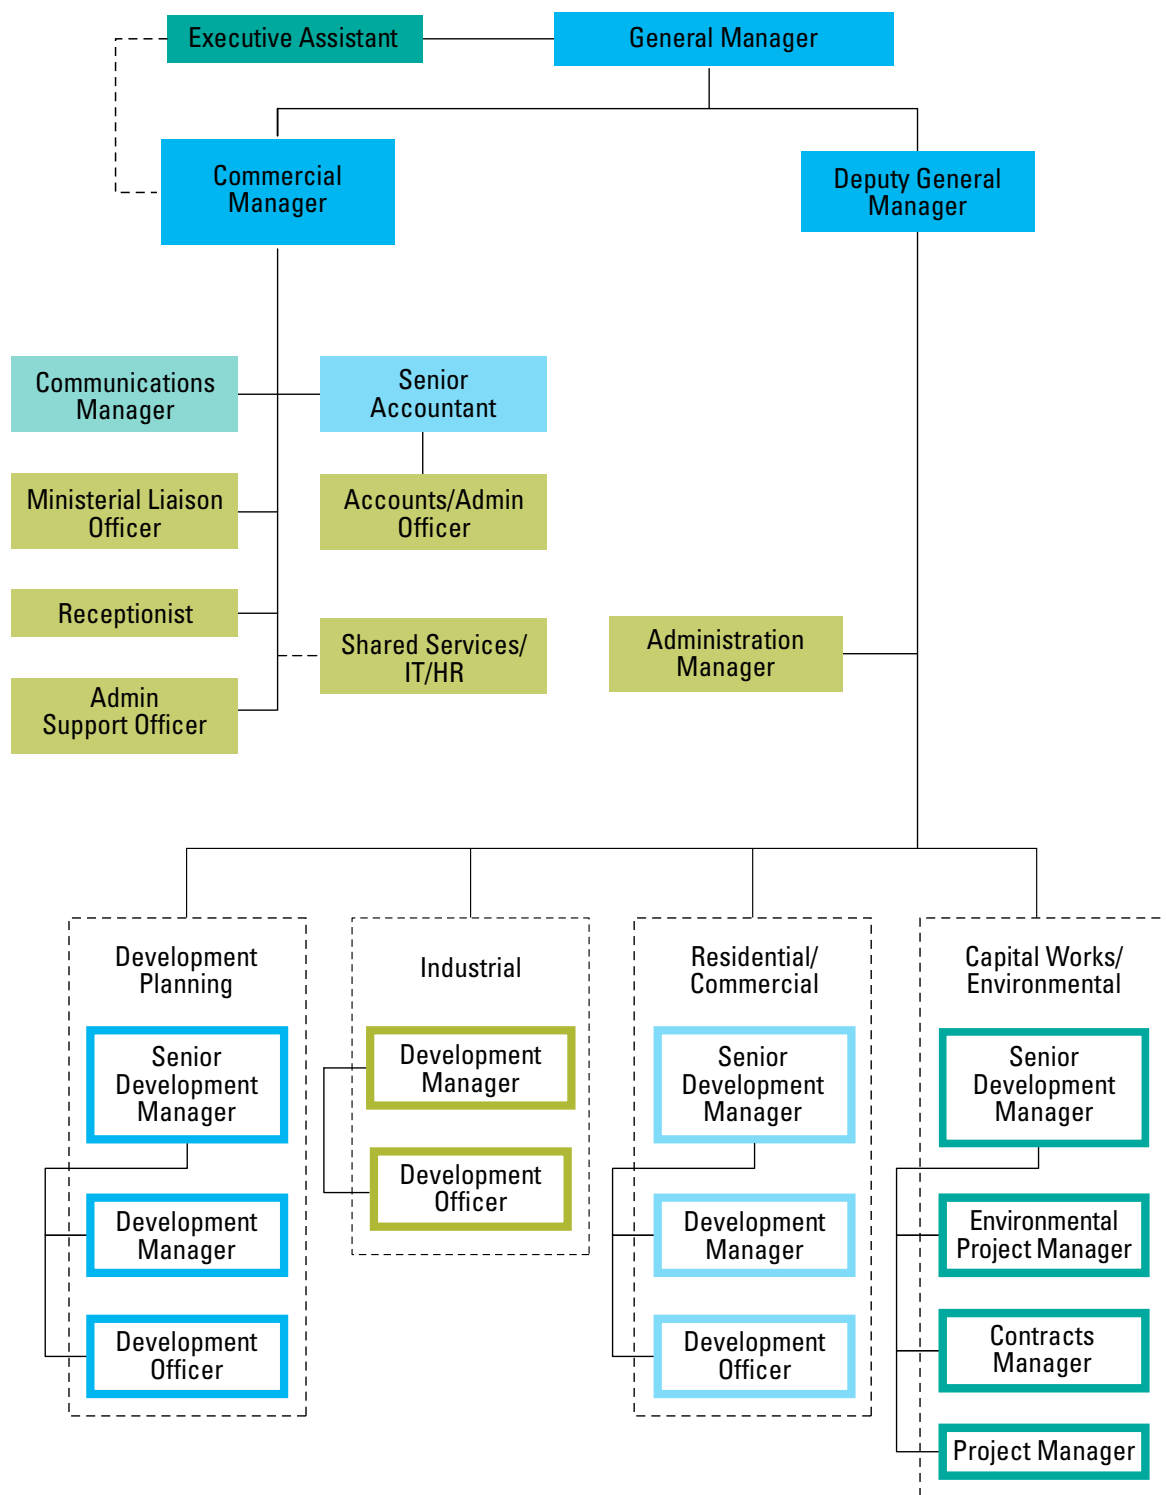 Executive Assistant
General Manager
Commercial
Manager
Deputy General
Manager
Communications
Manager
Senior
Accountant
Ministerial Liaison
Officer
Accounts/Admin
Officer
Receptionist
Shared Services/
IT/HR
Administration
Manager
Admin
Support Officer
Development
Planning
Senior
Development
Manager
Development
Manager
Development
Officer
Industrial
Development
Manager
Development
Officer
Residential/
Commercial
Senior
Development
Manager
Development
Manager
Development
Officer
Capital Works/
Environmental
Senior
Development
Manager
Environmental
Project Manager
Contracts
Manager
Project Manager